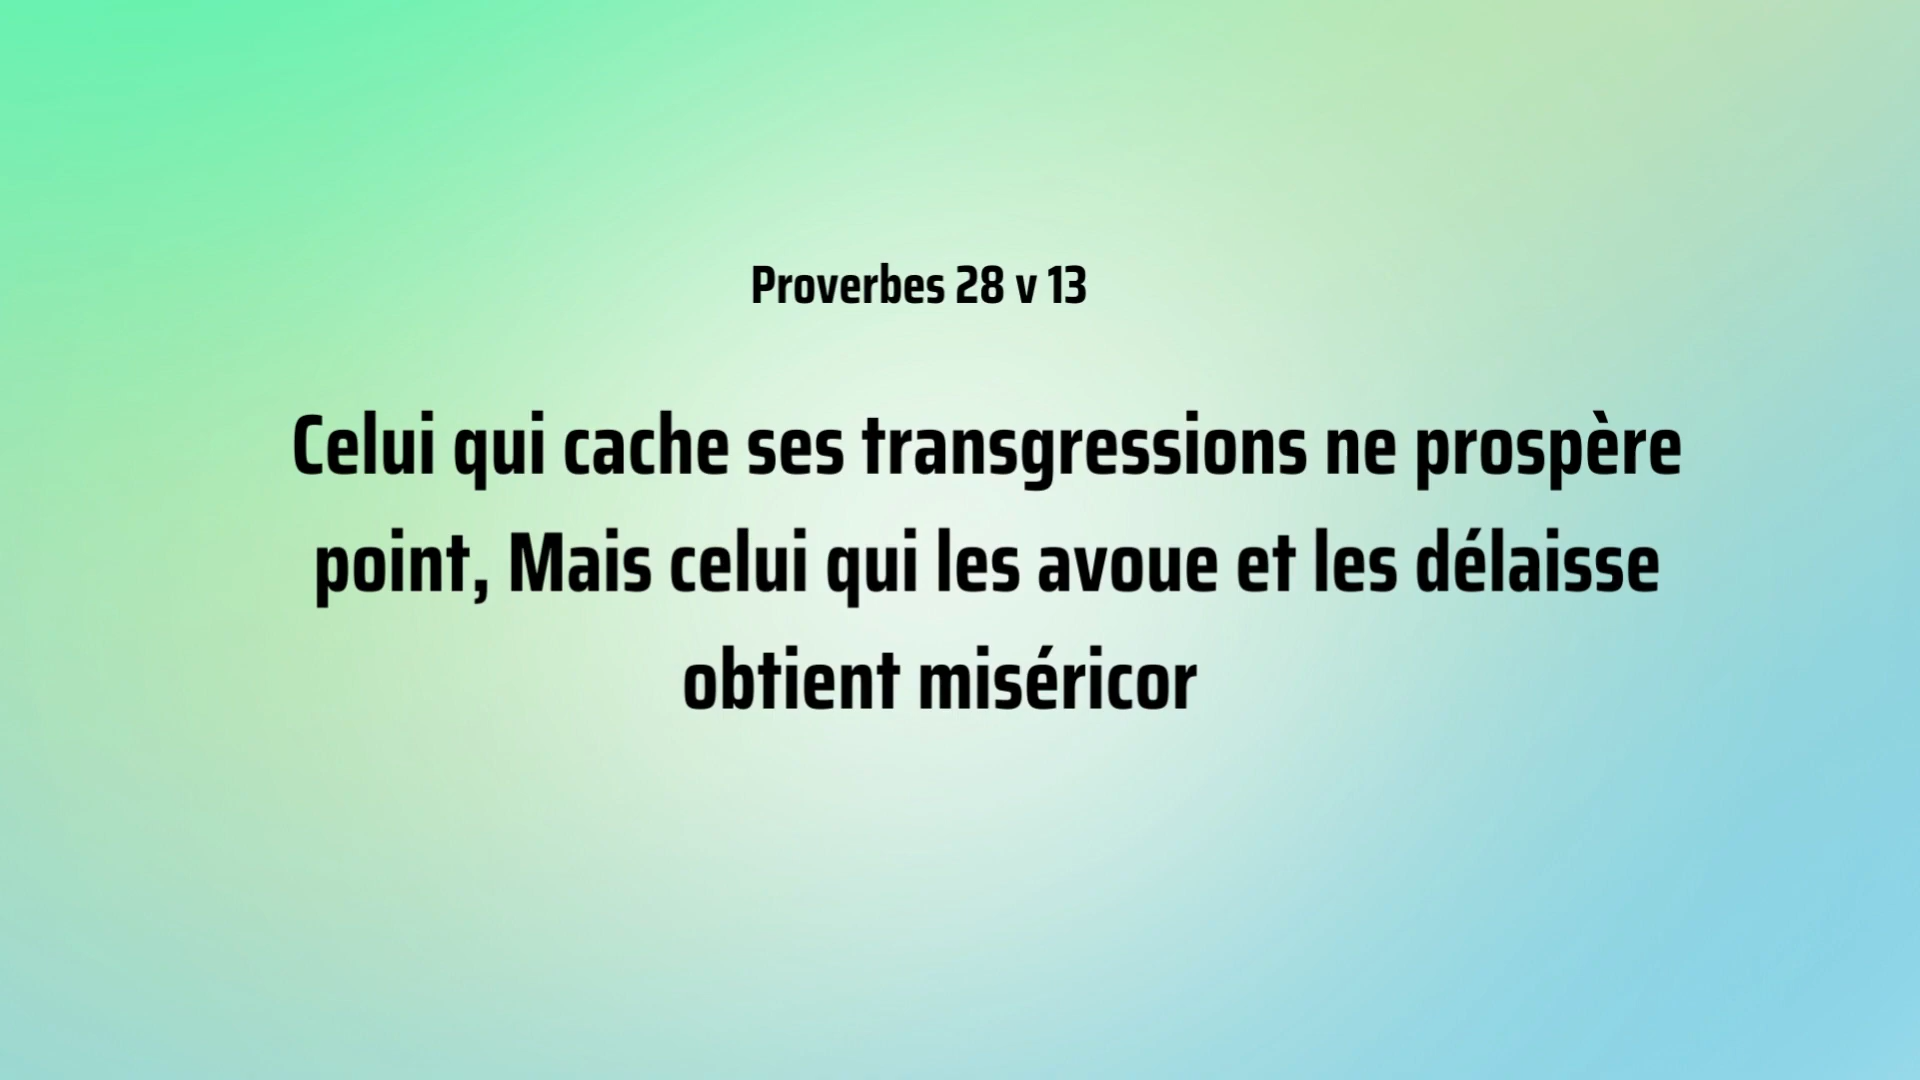 Proverbes 28 v 13
Celui qui cache ses transgressions ne prospère
point, Mais celui qui les avoue et les délaisse
obtient miséricor